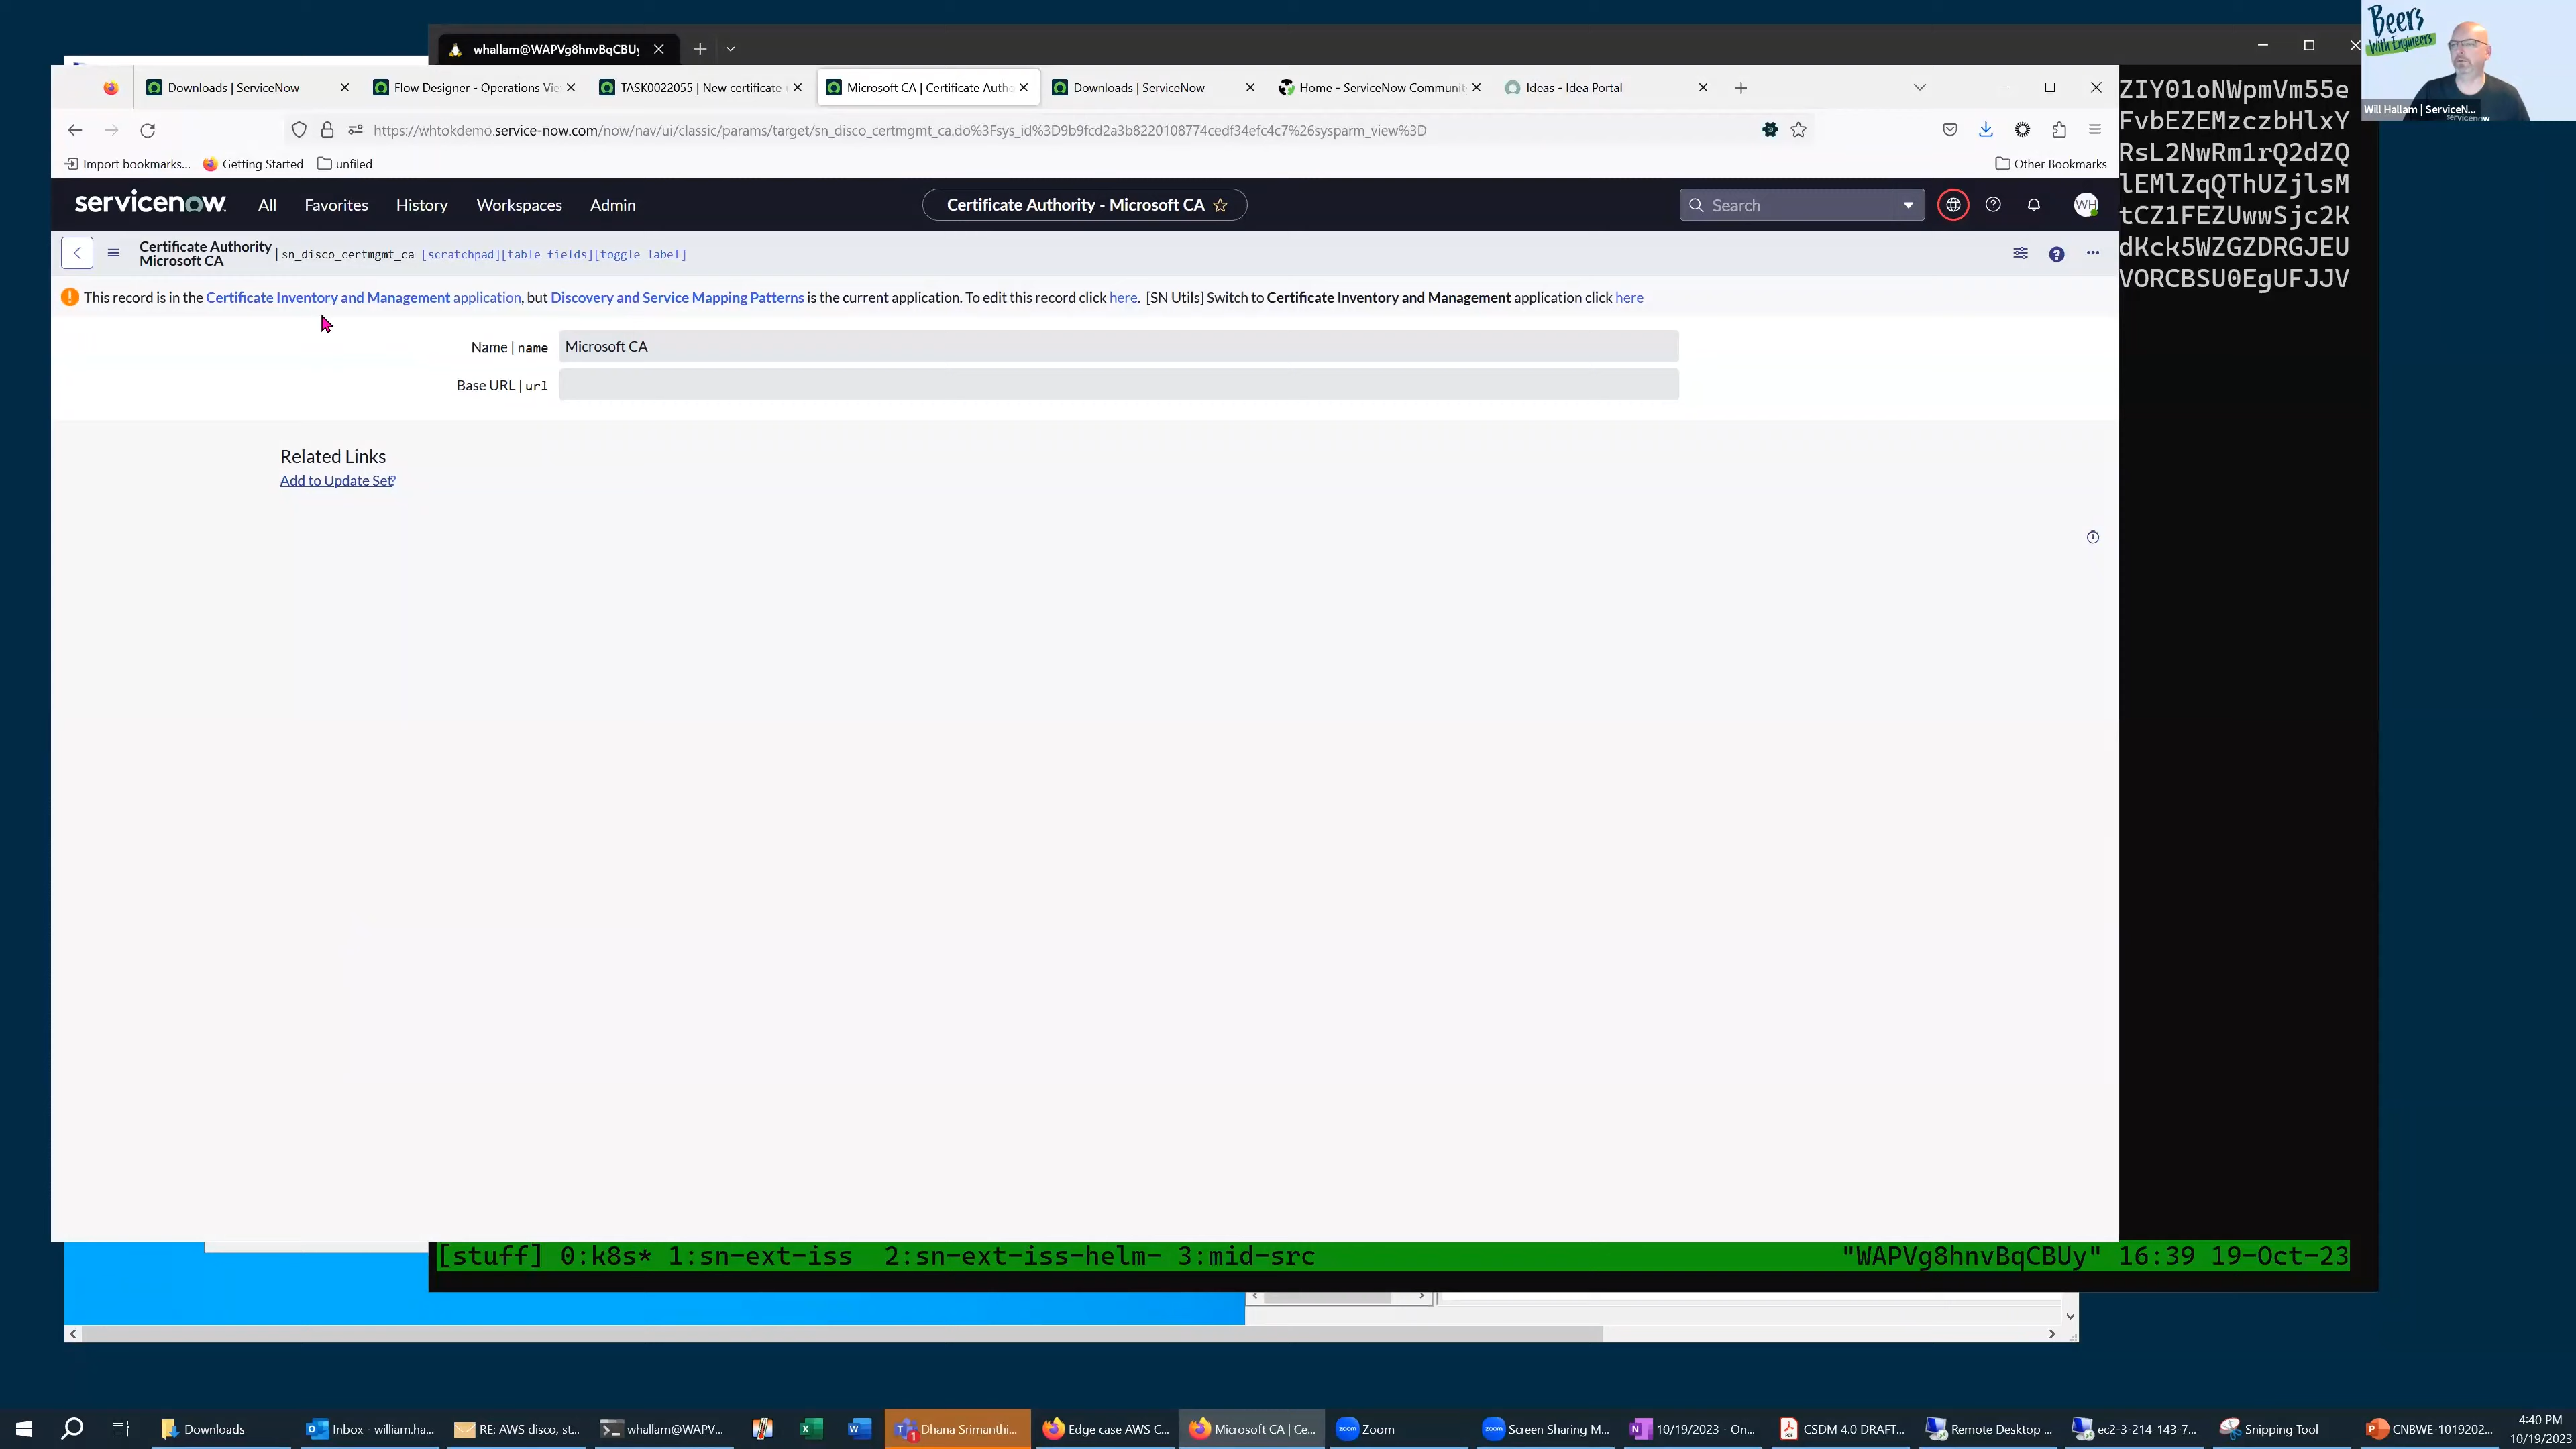 Beers
With Engineers
Will Hallam | ServiceN...
servicenow
whallam@WAPVg8hnvBqCBUy
Downloads | ServiceNow
Flow Designer - Operations Vie
TASK0022055 | New certificate
Microsoft CA | Certificate Autho
Downloads | ServiceNow
Home - ServiceNow Communit
Ideas - Idea Portal
https://whtokdemo.service-now.com/now/nav/ui/classic/params/target/sn_disco_certmgmt_ca.do%3Fsys_id%3D9b9fcd2a3b8220108774cedf34efc4c7%26sysparm_view%3D
Import bookmarks...
Getting Started
unfiled
Other Bookmarks
servicenow
All
Favorites
History
Workspaces
Admin
Certificate Authority - Microsoft CA
Search
WH
Certificate Authority
Microsoft CA
| sn_disco_certmgmt_ca [scratchpad][table fields][toggle label]
This record is in the Certificate Inventory and Management application, but Discovery and Service Mapping Patterns is the current application. To edit this record click here. [SN Utils] Switch to Certificate Inventory and Management application click here
Name | name
Microsoft CA
Base URL | url
Related Links
Add to Update Set
ZIY01oNWpmVm55e
FvbEZEMzczbHlxY
RsL2NwRm1rQ2dZQ
lEMlZqQThUZjlsM
tCZ1FEZUwwSjc2K
dKck5WZGZDRGJEU
VORCBSU0EgUFJJV
[stuff] 0:k8s* 1:sn-ext-iss 2:sn-ext-iss-helm- 3:mid-src
"WAPVg8hnvBqCBUy" 16:39 19-Oct-23
Downloads
Inbox - william.ha...
RE: AWS disco, st...
whallam@WAPV...
Dhana Srimanthi...
Edge case AWS C...
Microsoft CA | Ce...
Zoom
Screen Sharing M...
10/19/2023 - On...
CSDM 4.0 DRAFT...
Remote Desktop ...
ec2-3-214-143-7...
Snipping Tool
CNBWE-1019202...
4:40 PM
10/19/2023